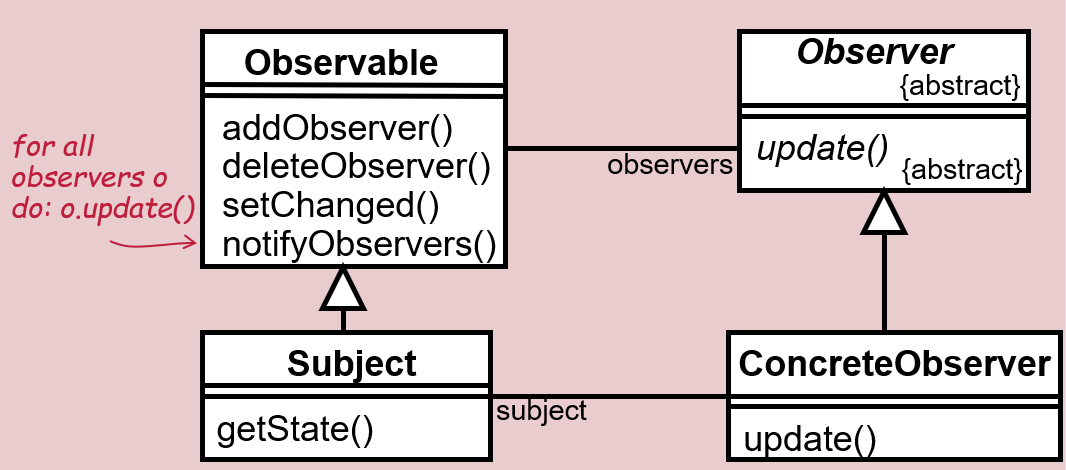 Observable
addObserver()
deleteObserver()
setChanged()
notifyObservers()
for all
observers o
do: o.update()
observers
Observer
{abstract}
update()
{abstract}
Subject
getState()
subject
ConcreteObserver
update()